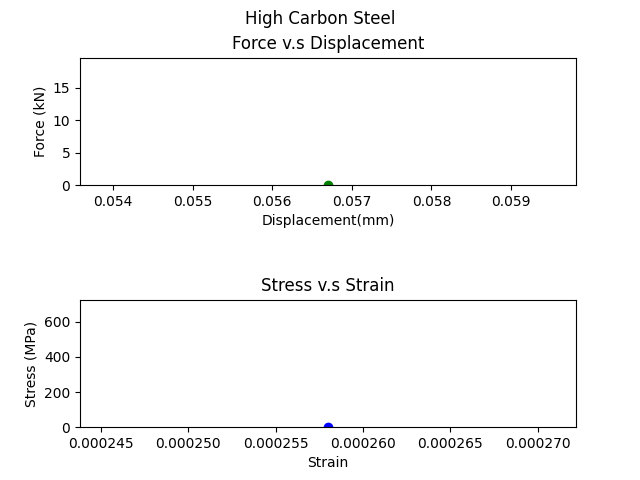 High Carbon Steel
Force v.s Displacement
15
10
5
0
Force (kN)
0.054 0.055 0.056 0.057 0.058 0.059
Displacement(mm)
Stress v.s Strain
600
400
200
0
Stress (MPa)
0.000245 0.000250 0.000255 0.000260 0.000265 0.000270
Strain